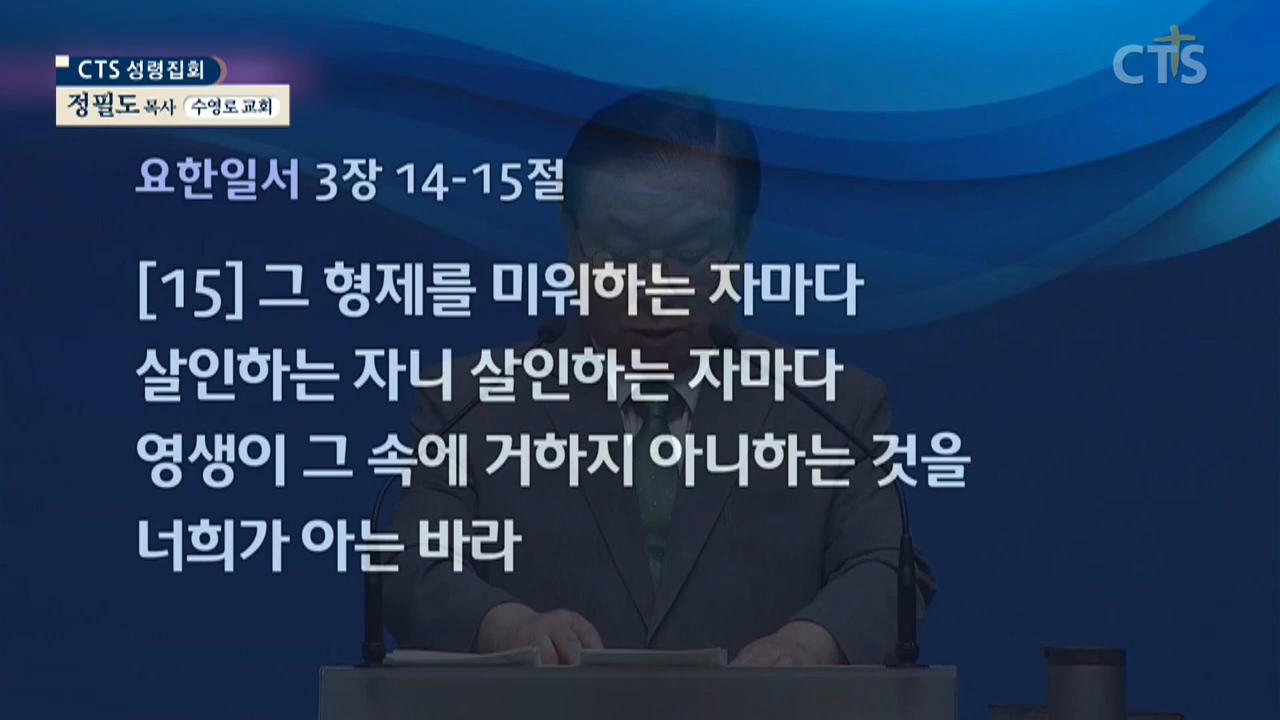 CTS 성령집회
정필도 목사 수영로교회
CTS
요한일서 3장 14-15절
[15] 그 형제를 미워하는 자마다
살인하는 자니 살인하는 자마다
영생이 그 속에 거하지 아니하는 것을
너희가 아는 바라